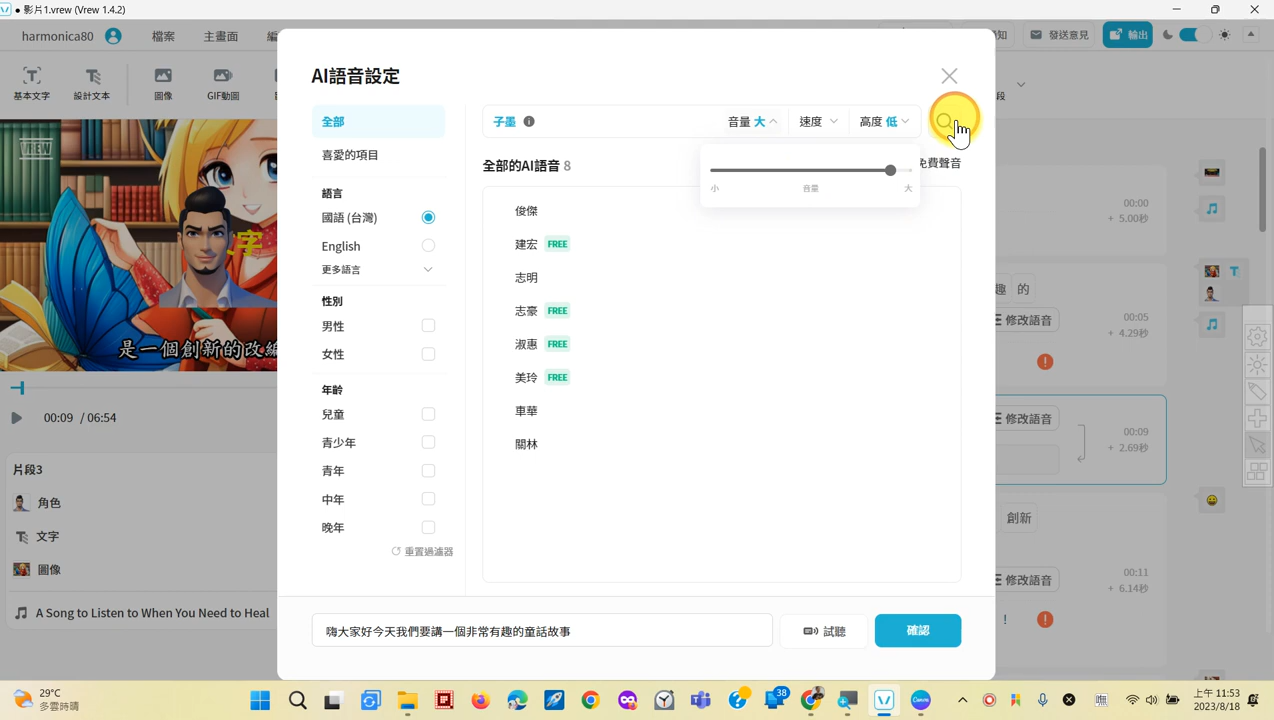 ● 影片1.vrew (Vrew 1.4.2)
harmonica80
檔案
主畫面
編
知
發送意見
輸出
基本文字
設計文本
圖像
GIF動圖
段
VREW
字
是一個創新的改編
00:09 / 06:54
片段3
角色
文字
圖像
A Song to Listen to When You Need to Heal
AI語音設定
全部
喜愛的項目
語言
國語 (台灣)
English
更多語言
性別
男性
女性
年齡
兒童
青少年
青年
中年
晚年
重置過濾器
子墨
音量 大
速度
高度 低
小
音量
大
全部的AI語音 8
免費聲音
俊傑
建宏 FREE
志明
志豪 FREE
淑惠 FREE
美玲 FREE
車華
關林
嗨大家好今天我們要講一個非常有趣的童話故事
試聽
確認
00:00
+ 5.00秒
趣 的
修改語音
00:05
+ 4.29秒
修改語音
00:09
+ 2.69秒
創新
修改語音
00:11
+ 6.14秒
!
29°C
多雲時晴
38
上午 11:53
2023/8/18